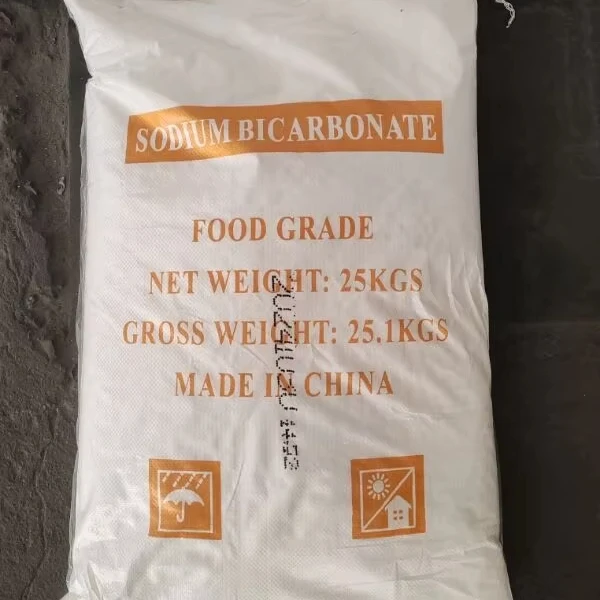 SODIUM BICARBONATE
FOOD GRADE
NET WEIGHT: 25KGS
GROSS WEIGHT: 25.1KGS
MADE IN CHINA